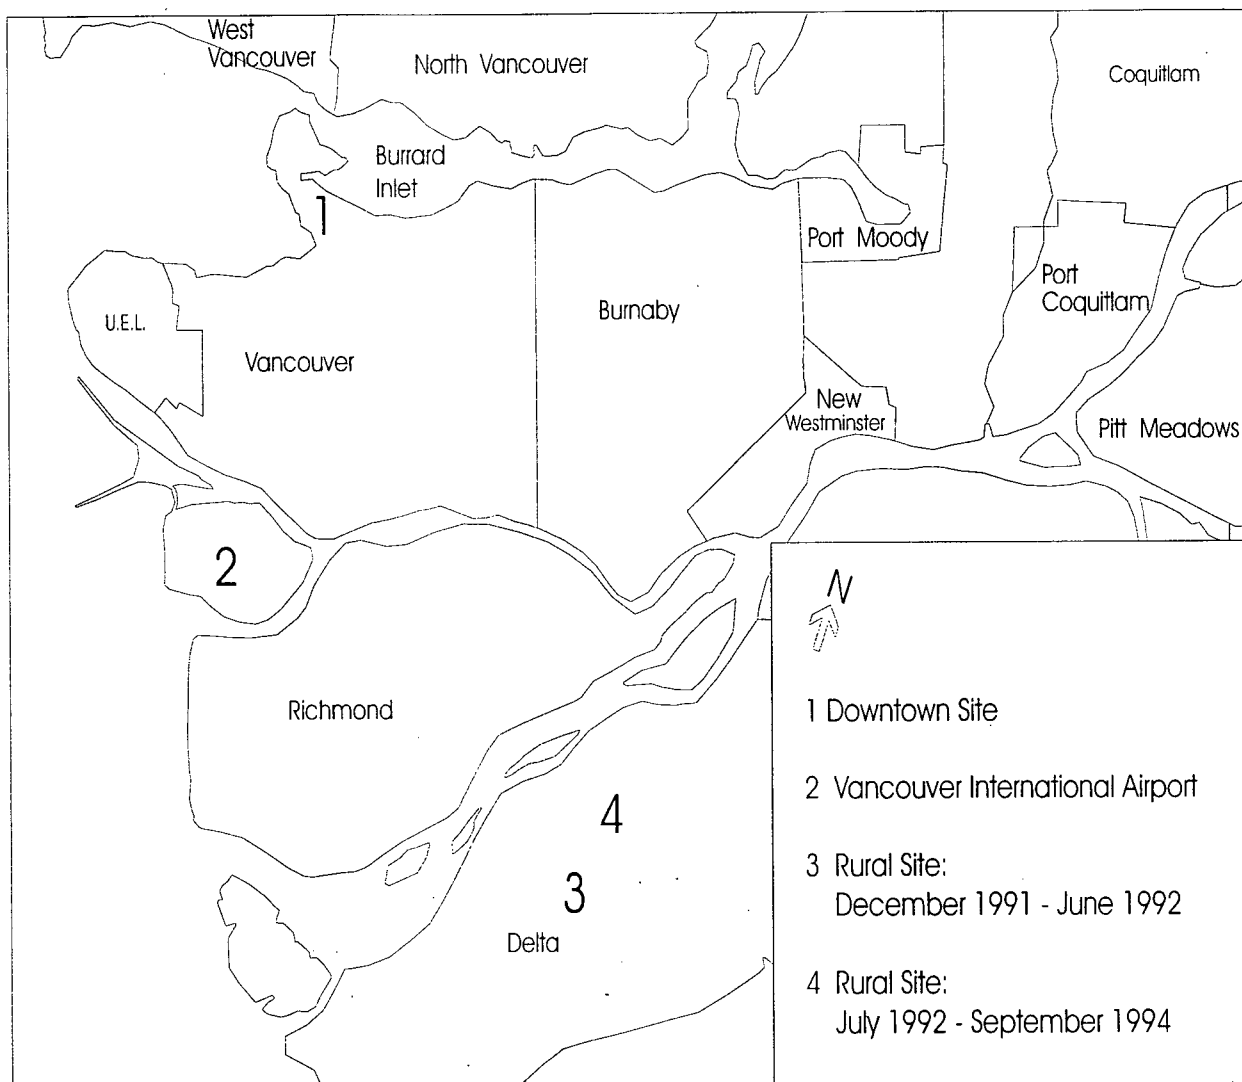 West
Vancouver
North Vancouver
Coquitlam
Burrard
Inlet
1
Port Moody
Port
Coquitlam
U.E.L.
Burnaby
Vancouver
New
Westminster
Pitt Meadows
2
N
Richmond
1 Downtown Site
2 Vancouver International Airport
4
3 Rural Site:
December 1991 - June 1992
3
Delta
4 Rural Site:
July 1992 - September 1994